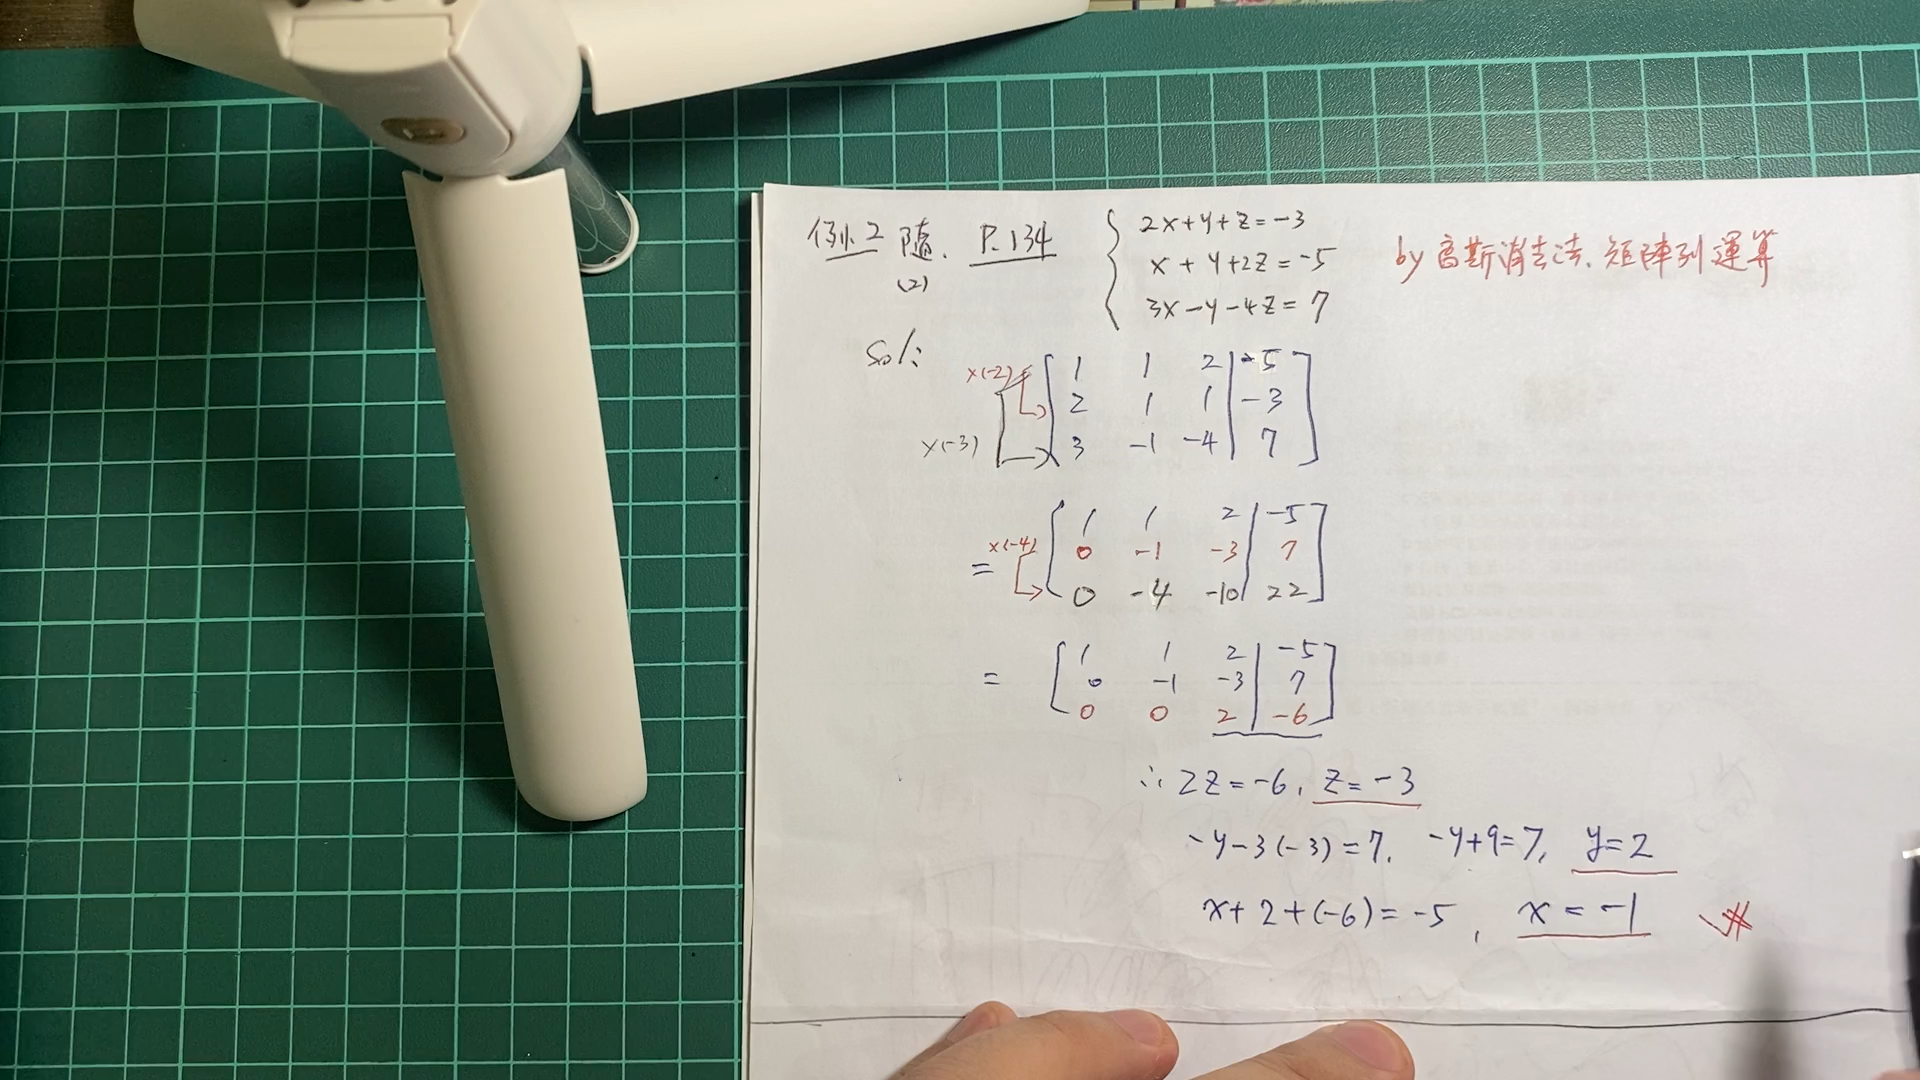 例2 隨. P.134 { 2x+y+z=-3 by 高斯消去法、矩陣列運算
(2) x+y+2z=-5
3x-y-4z=7
Sol:
x(-2) [ 1 1 2 | -5 ]
2 1 1 | -3
x(-3) 3 -1 -4 | 7
[ 1 1 2 | -5 ]
= x(-4) 0 -1 -3 | 7
0 -4 -10 | 22
[ 1 1 2 | -5 ]
= 0 -1 -3 | 7
0 0 2 | -6
∴ 2z=-6, z=-3
-y-3(-3)=7. -y+9=7, y=2
x+2+(-6)=-5, x=-1 #